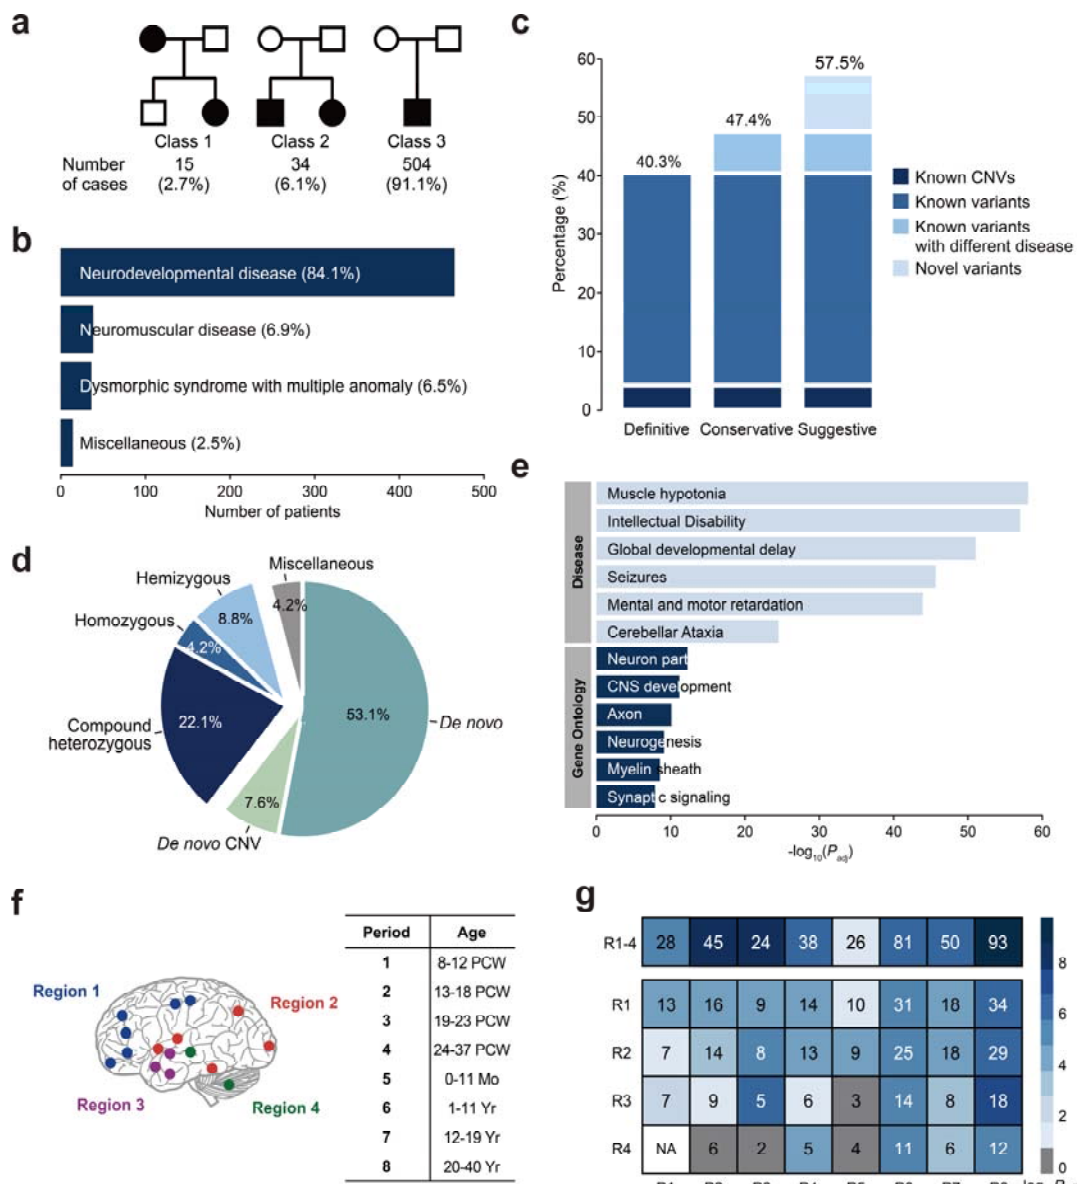 a
Class 1
Class 2
Class 3
Number of cases
15
34
504
(2.7%)
(6.1%)
(91.1%)
b
Neurodevelopmental disease (84.1%)
Neuromuscular disease (6.9%)
Dysmorphic syndrome with multiple anomaly (6.5%)
Miscellaneous (2.5%)
0 100 200 300 400 500
Number of patients
c
Percentage (%)
60
50
40
30
20
10
0
40.3%
47.4%
57.5%
Definitive Conservative Suggestive
Known CNVs
Known variants
Known variants
with different disease
Novel variants
d
Miscellaneous
4.2%
Hemizygous
8.8%
Homozygous
4.2%
Compound
heterozygous
22.1%
De novo CNV
7.6%
De novo
53.1%
e
Disease
Muscle hypotonia
Intellectual Disability
Global developmental delay
Seizures
Mental and motor retardation
Cerebellar Ataxia
Gene Ontology
Neuron part
CNS development
Axon
Neurogenesis
Myelin sheath
Synaptic signaling
0 10 20 30 40 50 60
-log10(Padj)
f
Region 1
Region 2
Region 3
Region 4
Period Age
1 8-12 PCW
2 13-18 PCW
3 19-23 PCW
4 24-37 PCW
5 0-11 Mo
6 1-11 Yr
7 12-19 Yr
8 20-40 Yr
g
R1-4 28 45 24 38 26 81 50 93
R1 13 16 9 14 10 31 18 34
R2 7 14 8 13 9 25 18 29
R3 7 9 5 6 3 14 8 18
R4 NA 6 2 5 4 11 6 12
8
6
4
2
0